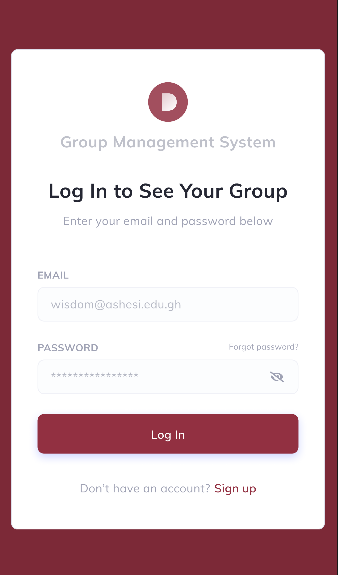 D
Group Management System
Log In to See Your Group
Enter your email and password below
EMAIL
wisdom@ashesi.edu.gh
PASSWORD Forgot password?
****************
Log In
Don't have an account? Sign up